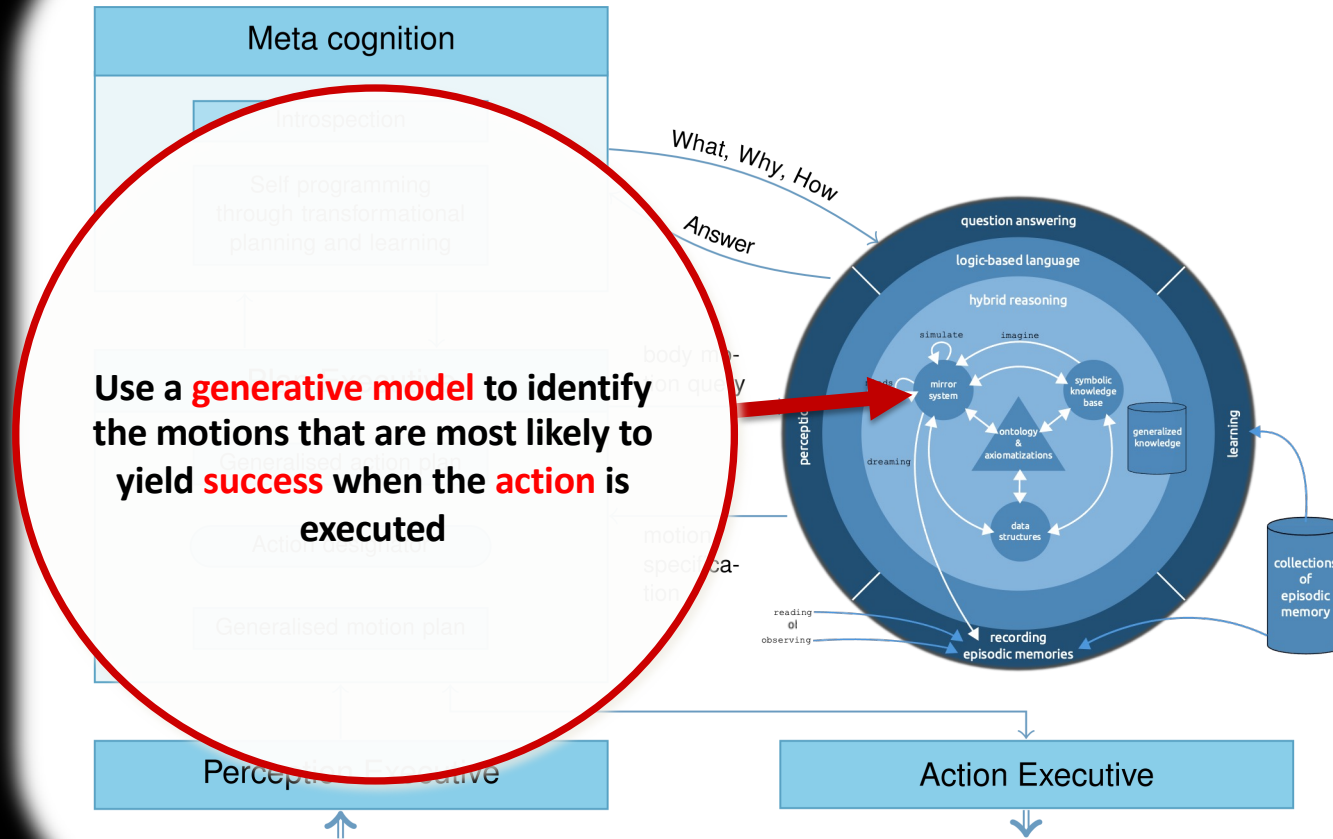 Meta cognition
Introspection
Self programming
through transformational
planning and learning
What, Why, How
Answer
body mo-
tion query
Use a generative model to identify
the motions that are most likely to
yield success when the action is
executed
Generalised action plan
Action designator
motion
specifica-
tion
Generalised motion plan
question answering
logic-based language
hybrid reasoning
simulate
imagine
mirror
system
symbolic
knowledge
base
ontology
&
axiomatizations
generalized
knowledge
dreaming
data
structures
perception
learning
reading
observing
recording
episodic memories
collections
of
episodic
memory
Perception Executive
Action Executive